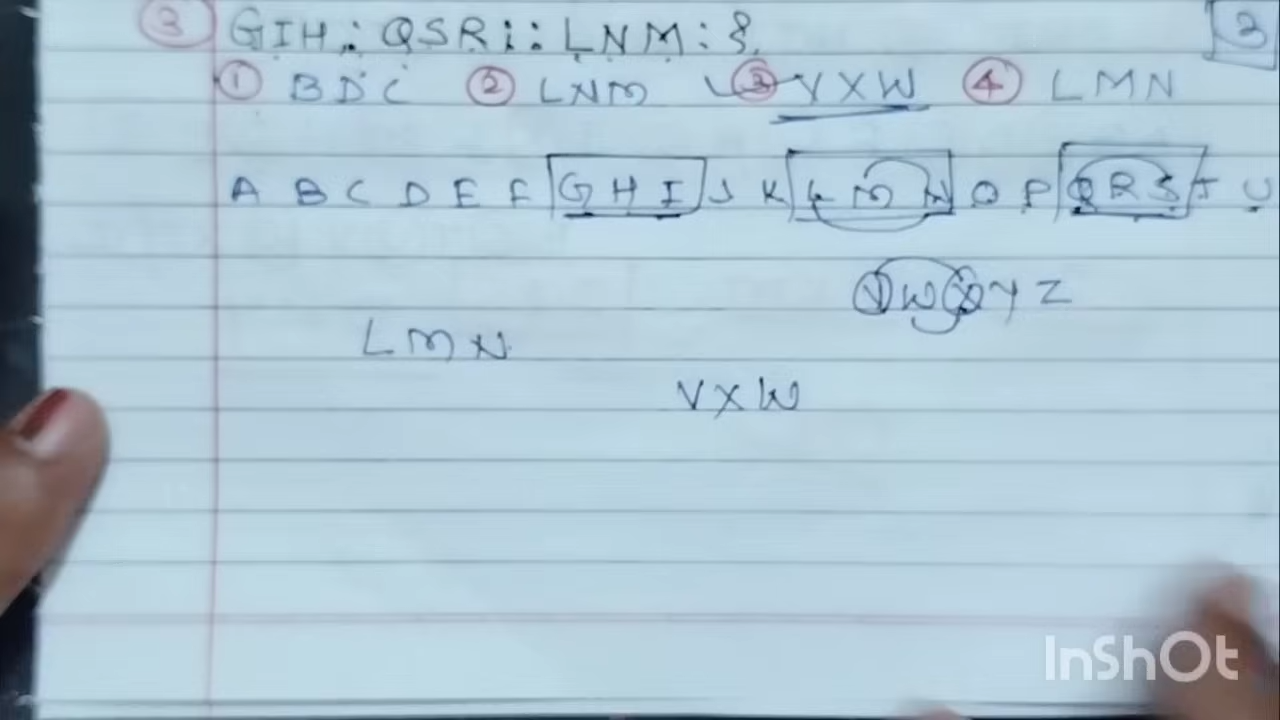 ③ GIH : QSR :: LNM : ?
① BDC ② LNM ③ VXW ④ LMN
3
A B C D E F G H I J K L M N O P Q R S T U
V W X Y Z
LMN
VXW
InShOt